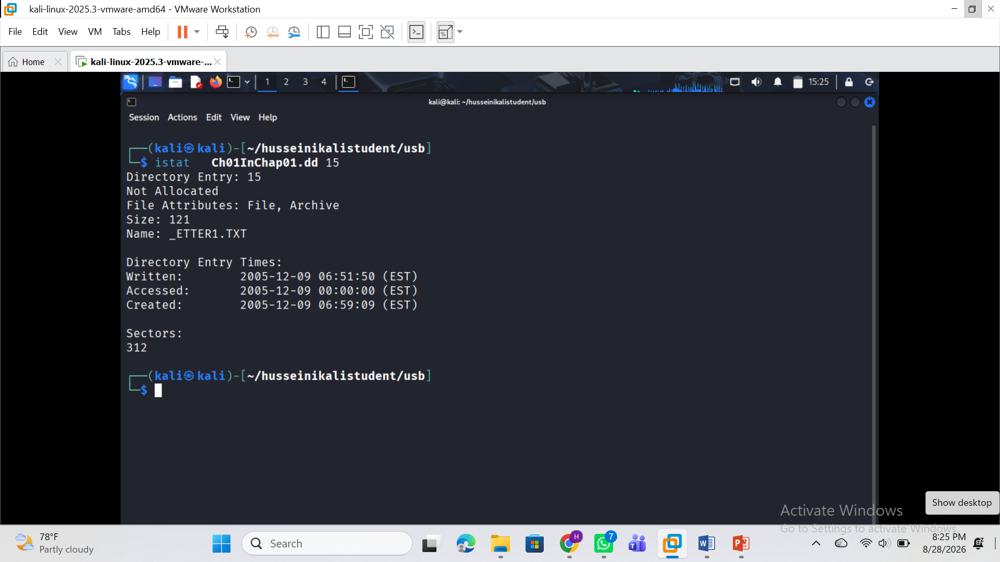 kali-linux-2025.3-vmware-amd64 - VMware Workstation
File Edit View VM Tabs Help
Home
kali-linux-2025.3-vmware-...
1 2 3 4
15:25
kali@kali: ~/husseinikalistudent/usb
Session Actions Edit View Help
┌──(kali㉿kali)-[~/husseinikalistudent/usb]
└─$ istat   Ch01InChap01.dd 15
Directory Entry: 15
Not Allocated
File Attributes: File, Archive
Size: 121
Name: _ETTER1.TXT
Directory Entry Times:
Written:        2005-12-09 06:51:50 (EST)
Accessed:       2005-12-09 00:00:00 (EST)
Created:        2005-12-09 06:59:09 (EST)
Sectors:
312
┌──(kali㉿kali)-[~/husseinikalistudent/usb]
└─$
Show desktop
Activate Windows
Go to Settings to activate Windows.
78°F
Partly cloudy
Search
H
7
8:25 PM
8/28/2026